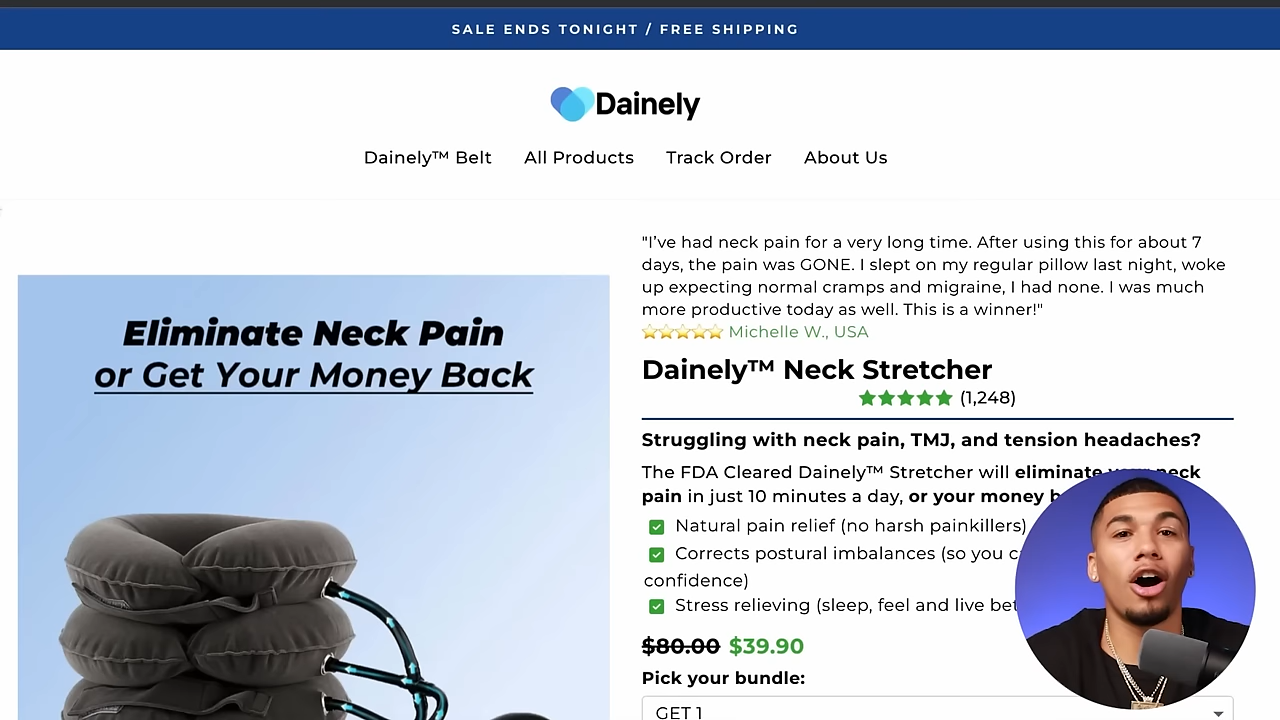 SALE ENDS TONIGHT / FREE SHIPPING
Dainely
Dainely™ Belt All Products Track Order About Us
Eliminate Neck Pain
or Get Your Money Back
"I've had neck pain for a very long time. After using this for about 7
days, the pain was GONE. I slept on my regular pillow last night, woke
up expecting normal cramps and migraine, I had none. I was much
more productive today as well. This is a winner!"
Michelle W., USA
Dainely™ Neck Stretcher
(1,248)
Struggling with neck pain, TMJ, and tension headaches?
The FDA Cleared Dainely™ Stretcher will eliminate your neck
pain in just 10 minutes a day, or your money
Natural pain relief (no harsh painkillers)
Corrects postural imbalances (so you
confidence)
Stress relieving (sleep, feel and live
$80.00 $39.90
Pick your bundle:
GET 1